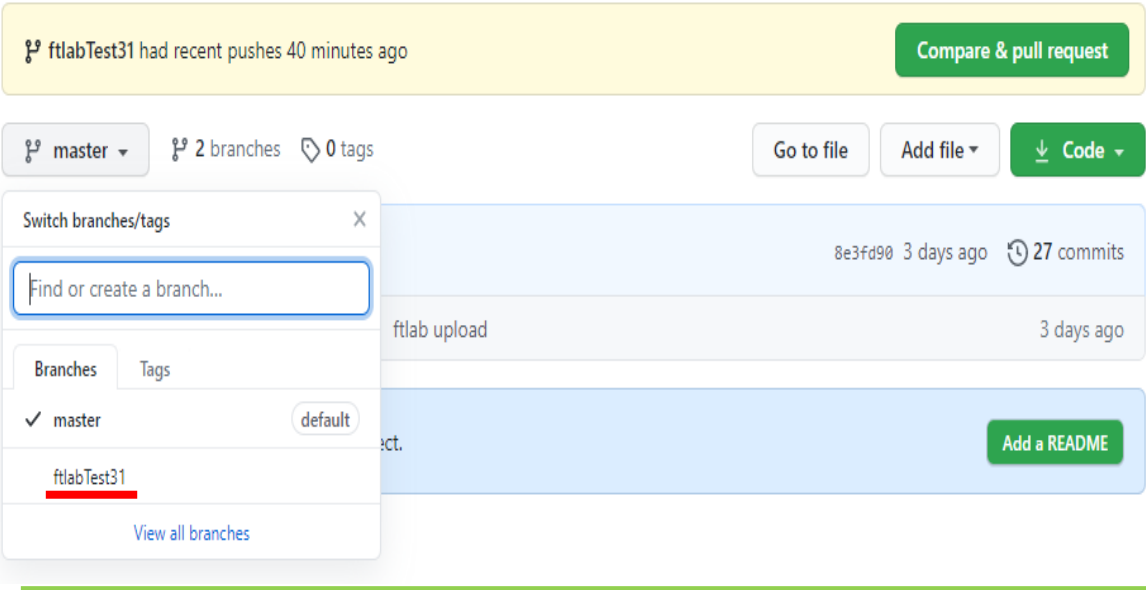 ftlabTest31 had recent pushes 40 minutes ago
Compare & pull request
master
2 branches
0 tags
Go to file
Add file
Code
Switch branches/tags
Find or create a branch...
Branches
Tags
master
default
ftlabTest31
View all branches
8e3fd90 3 days ago 27 commits
ftlab upload
3 days ago
ect.
Add a README